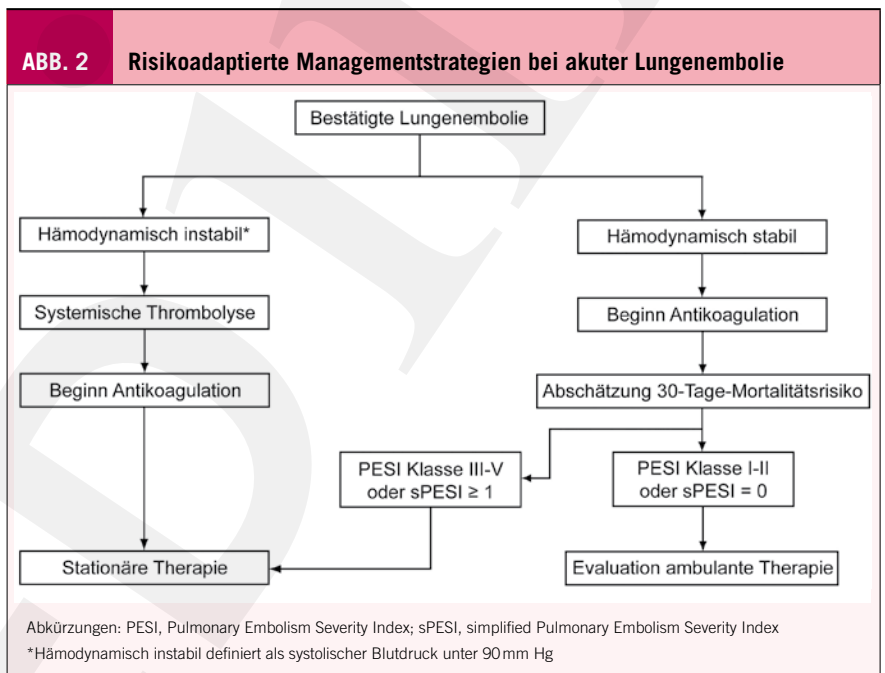 ABB. 2 Risikoadaptierte Managementstrategien bei akuter Lungenembolie
Bestätigte Lungenembolie
Hämodynamisch instabil*
Hämodynamisch stabil
Systemische Thrombolyse
Beginn Antikoagulation
Beginn Antikoagulation
Abschätzung 30-Tage-Mortalitätsrisiko
PESI Klasse III-V
oder sPESI ≥ 1
PESI Klasse I-II
oder sPESI = 0
Stationäre Therapie
Evaluation ambulante Therapie
Abkürzungen: PESI, Pulmonary Embolism Severity Index; sPESI, simplified Pulmonary Embolism Severity Index
*Hämodynamisch instabil definiert als systolischer Blutdruck unter 90 mm Hg